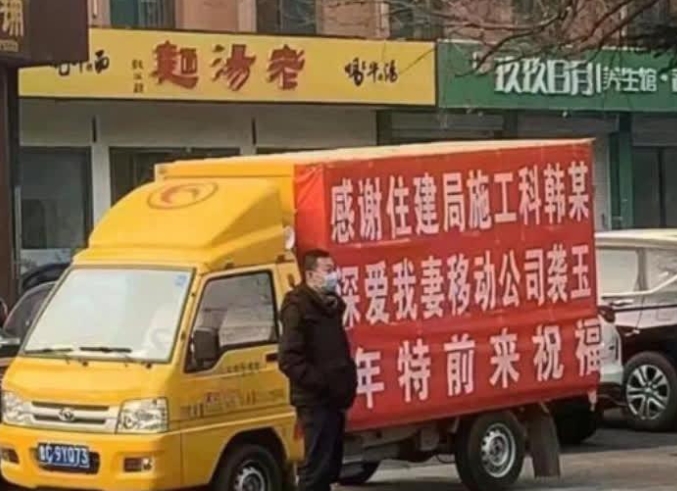 老湯麵
玖玖日月 养生馆
感谢住建局施工科韩某
深爱我妻移动公司袭玉
年特前来祝福
9YQ73